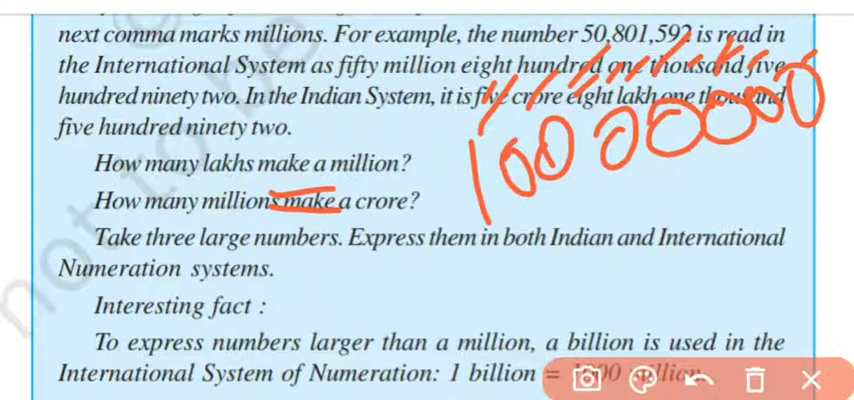 next comma marks millions. For example, the number 50,801,592 is read in
the International System as fifty million eight hundred one thousand five
hundred ninety two. In the Indian System, it is five crore eight lakh one thousand
five hundred ninety two.
How many lakhs make a million?
How many millions make a crore?
Take three large numbers. Express them in both Indian and International
Numeration systems.
Interesting fact :
To express numbers larger than a million, a billion is used in the
International System of Numeration: 1 billion =
not to be